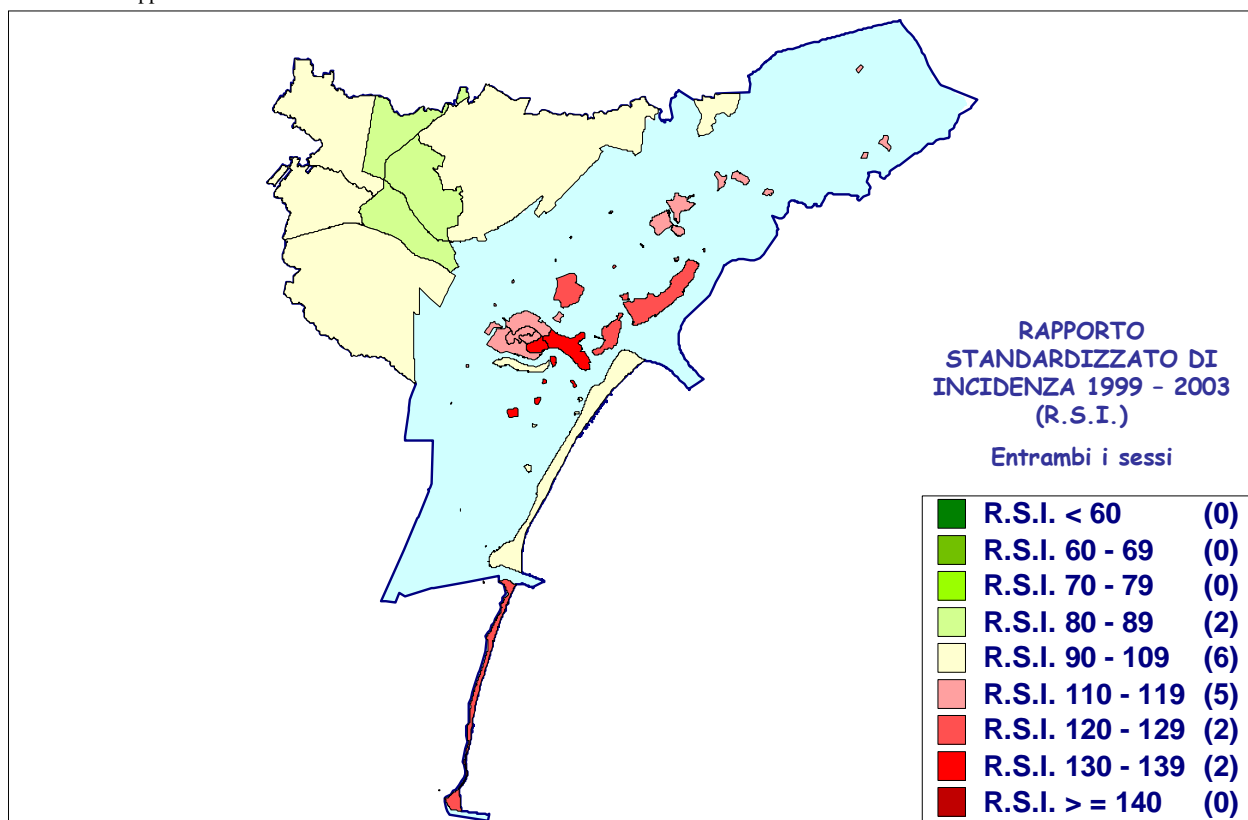 RAPPORTO
STANDARDIZZATO DI
INCIDENZA 1999 – 2003
(R.S.I.)
Entrambi i sessi
R.S.I. < 60 (0)
R.S.I. 60 - 69 (0)
R.S.I. 70 - 79 (0)
R.S.I. 80 - 89 (2)
R.S.I. 90 - 109 (6)
R.S.I. 110 - 119 (5)
R.S.I. 120 - 129 (2)
R.S.I. 130 - 139 (2)
R.S.I. > = 140 (0)